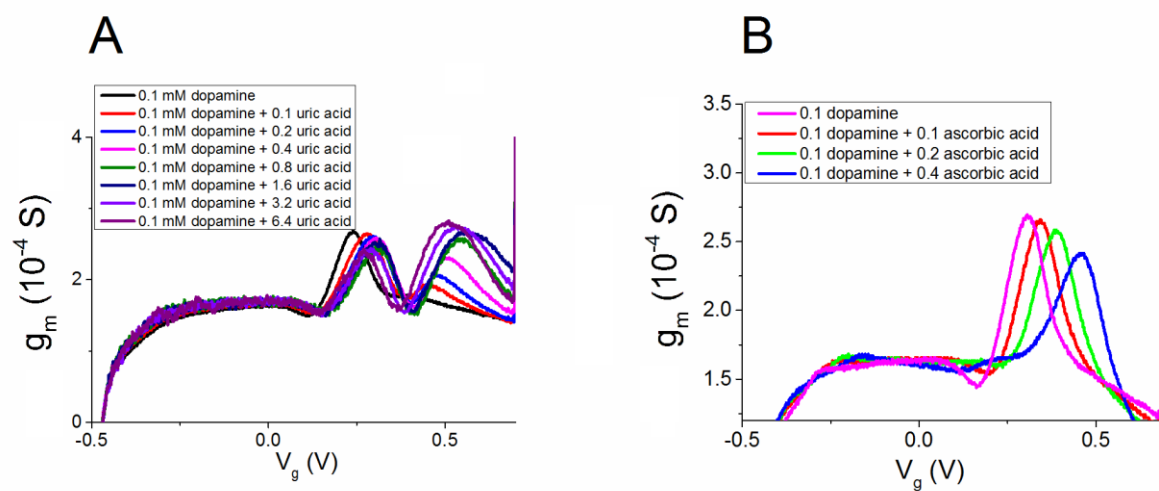 A
0.1 mM dopamine
0.1 mM dopamine + 0.1 uric acid
0.1 mM dopamine + 0.2 uric acid
0.1 mM dopamine + 0.4 uric acid
0.1 mM dopamine + 0.8 uric acid
0.1 mM dopamine + 1.6 uric acid
0.1 mM dopamine + 3.2 uric acid
0.1 mM dopamine + 6.4 uric acid
4
2
0
gm (10⁻⁴ S)
-0.5
0.0
0.5
Vg (V)
B
0.1 dopamine
0.1 dopamine + 0.1 ascorbic acid
0.1 dopamine + 0.2 ascorbic acid
0.1 dopamine + 0.4 ascorbic acid
3.5
3.0
2.5
2.0
1.5
gm (10⁻⁴ S)
-0.5
0.0
0.5
Vg (V)